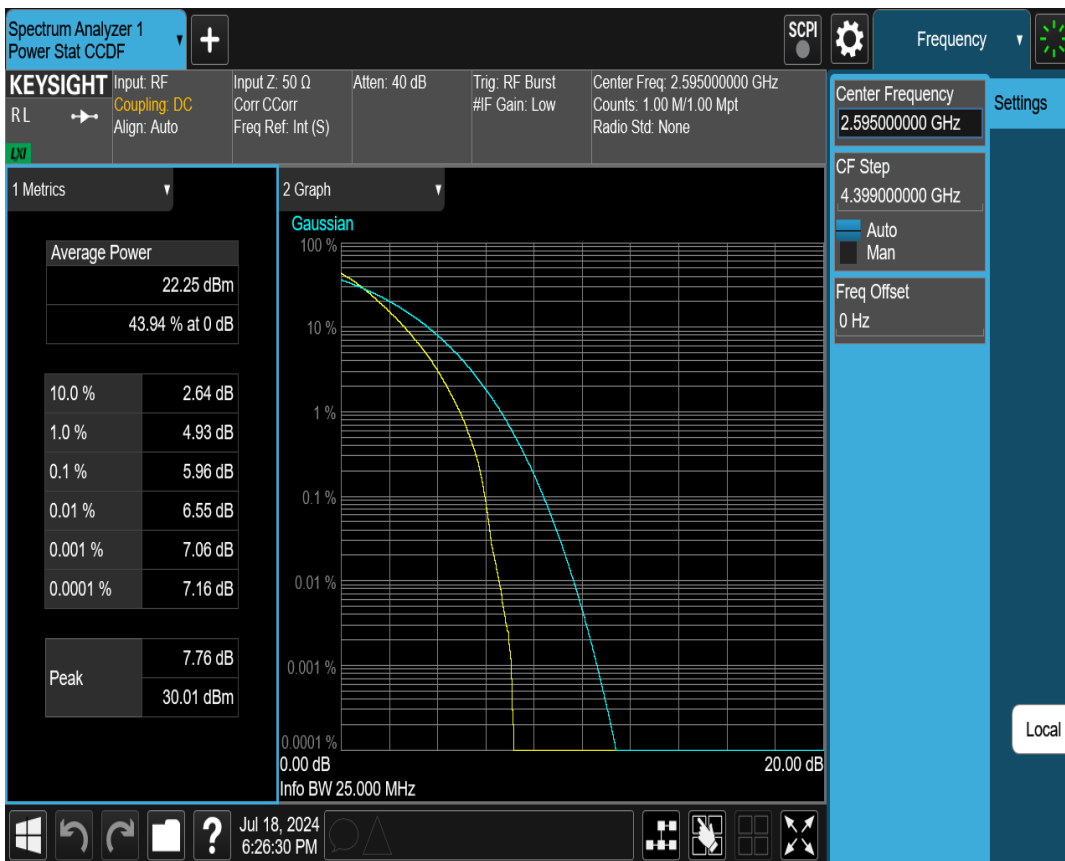 Spectrum Analyzer 1
Power Stat CCDF
+
SCPI
Frequency
KEYSIGHT
RL
LXI
Input: RF
Coupling: DC
Align: Auto
Input Z: 50 Ω
Corr CCorr
Freq Ref: Int (S)
Atten: 40 dB
Trig: RF Burst
#IF Gain: Low
Center Freq: 2.595000000 GHz
Counts: 1.00 M/1.00 Mpt
Radio Std: None
Center Frequency
2.595000000 GHz
Settings
CF Step
4.399000000 GHz
Auto
Man
Freq Offset
0 Hz
1 Metrics
Average Power
22.25 dBm
43.94 % at 0 dB
10.0 % 2.64 dB
1.0 % 4.93 dB
0.1 % 5.96 dB
0.01 % 6.55 dB
0.001 % 7.06 dB
0.0001 % 7.16 dB
Peak
7.76 dB
30.01 dBm
2 Graph
Gaussian
100 %
10 %
1 %
0.1 %
0.01 %
0.001 %
0.0001 %
0.00 dB 20.00 dB
Info BW 25.000 MHz
Local
?
Jul 18, 2024
6:26:30 PM